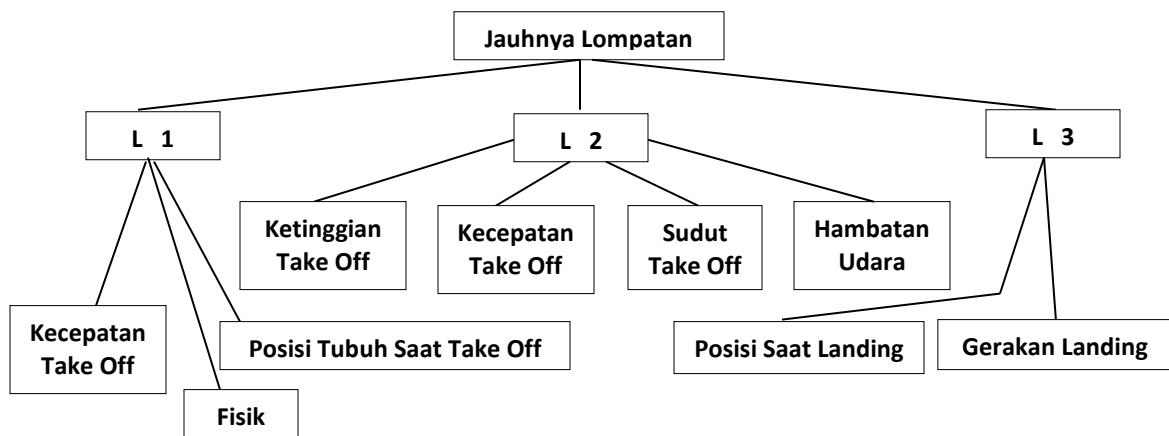 Jauhnya Lompatan
L 1
L 2
L 3
Ketinggian
Take Off
Kecepatan
Take Off
Sudut
Take Off
Hambatan
Udara
Kecepatan
Take Off
Posisi Tubuh Saat Take Off
Fisik
Posisi Saat Landing
Gerakan Landing